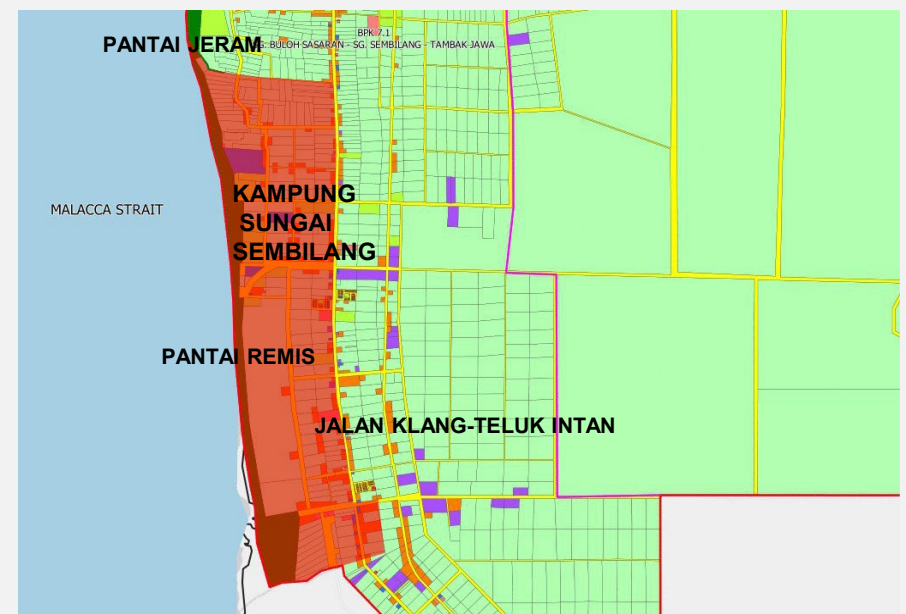 PANTAI JERAM
BPK 7.1
SG. BULOH SASARAN - SG. SEMBILANG - TAMBAK JAWA
MALACCA STRAIT
KAMPUNG
SUNGAI
SEMBILANG
PANTAI REMIS
JALAN KLANG-TELUK INTAN